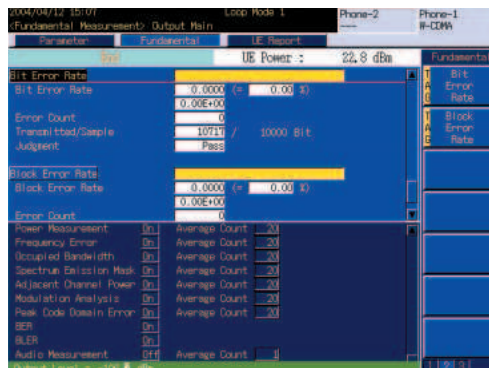 2004/04/12 15:07 Loop Mode 1 Phone-2 Phone-1
<Fundamental Measurement> Output Main ---- W-CDMA
Parameter Fundamental UE Report
UE Power : 22.8 dBm Fundamental
Bit Error Rate
Bit Error Rate 0.0000 (= 0.00 %)
0.00E+00
Error Count 0
Transmitted/Sample 10717 / 10000 Bit
Judgment Pass
Block Error Rate
Block Error Rate 0.0000 (= 0.00 %)
0.00E+00
Error Count 0
Power Measurement On Average Count 20
Frequency Error On Average Count 20
Occupied Bandwidth On Average Count 20
Spectrum Emission Mask On Average Count 20
Adjacent Channel Power On Average Count 20
Modulation Analysis On Average Count 20
Peak Code Domain Error On Average Count 20
BER On
BLER On
Audio Measurement Off Average Count 1
TAG Bit Error Rate
TAG Block Error Rate
1 2 3